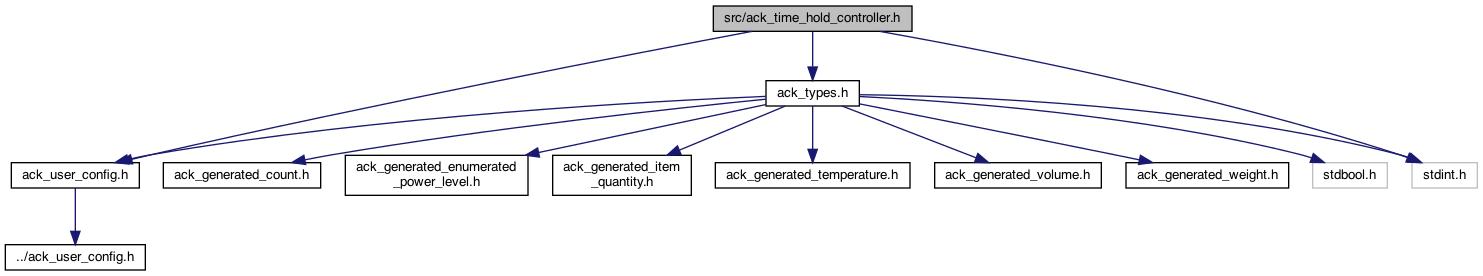 src/ack_time_hold_controller.h
ack_types.h
ack_user_config.h
ack_generated_count.h
ack_generated_enumerated
_power_level.h
ack_generated_item
_quantity.h
ack_generated_temperature.h
ack_generated_volume.h
ack_generated_weight.h
stdbool.h
stdint.h
../ack_user_config.h